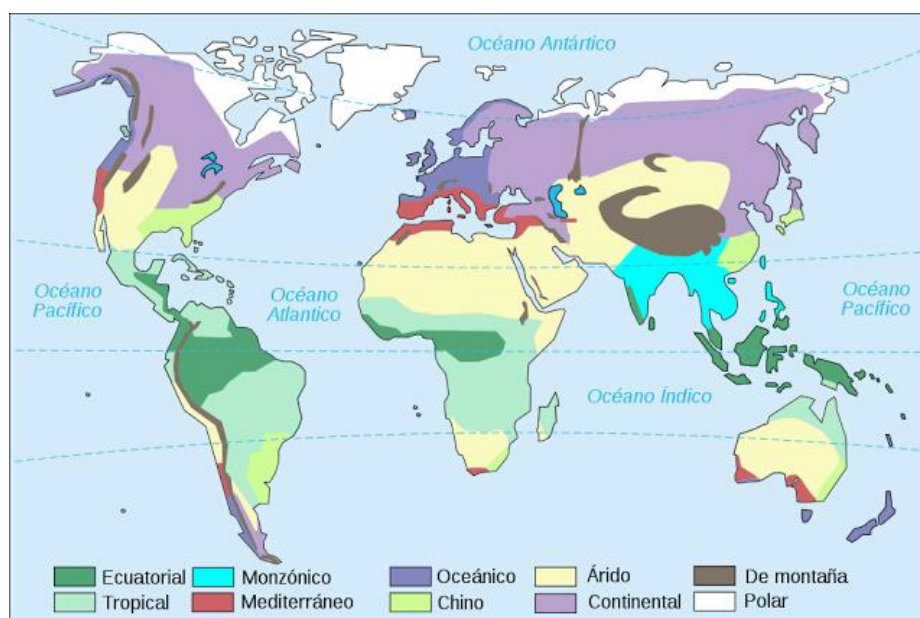 Océano Antártico
Océano
Pacífico
Océano
Atlantico
Océano
Pacífico
Océano Índico
Ecuatorial
Monzónico
Oceánico
Árido
De montaña
Tropical
Mediterráneo
Chino
Continental
Polar